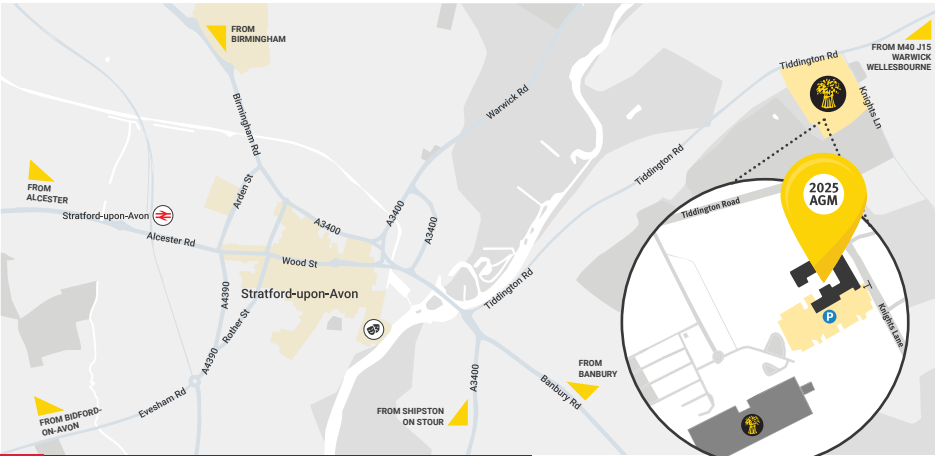 FROM
BIRMINGHAM
FROM M40 J15
WARWICK
WELLESBOURNE
Tiddington Rd
Knights Ln
Warwick Rd
Birmingham Rd
Tiddington Rd
FROM
ALCESTER
Arden St
2025
AGM
Stratford-upon-Avon
Tiddington Road
A3400
A3400
A3400
Alcester Rd
Wood St
Tiddington Rd
A4390
Stratford-upon-Avon
Rother St
P
Knights Lane
A4390
FROM
BANBURY
A3400
Banbury Rd
Evesham Rd
FROM BIDFORD-
ON-AVON
FROM SHIPSTON
ON STOUR